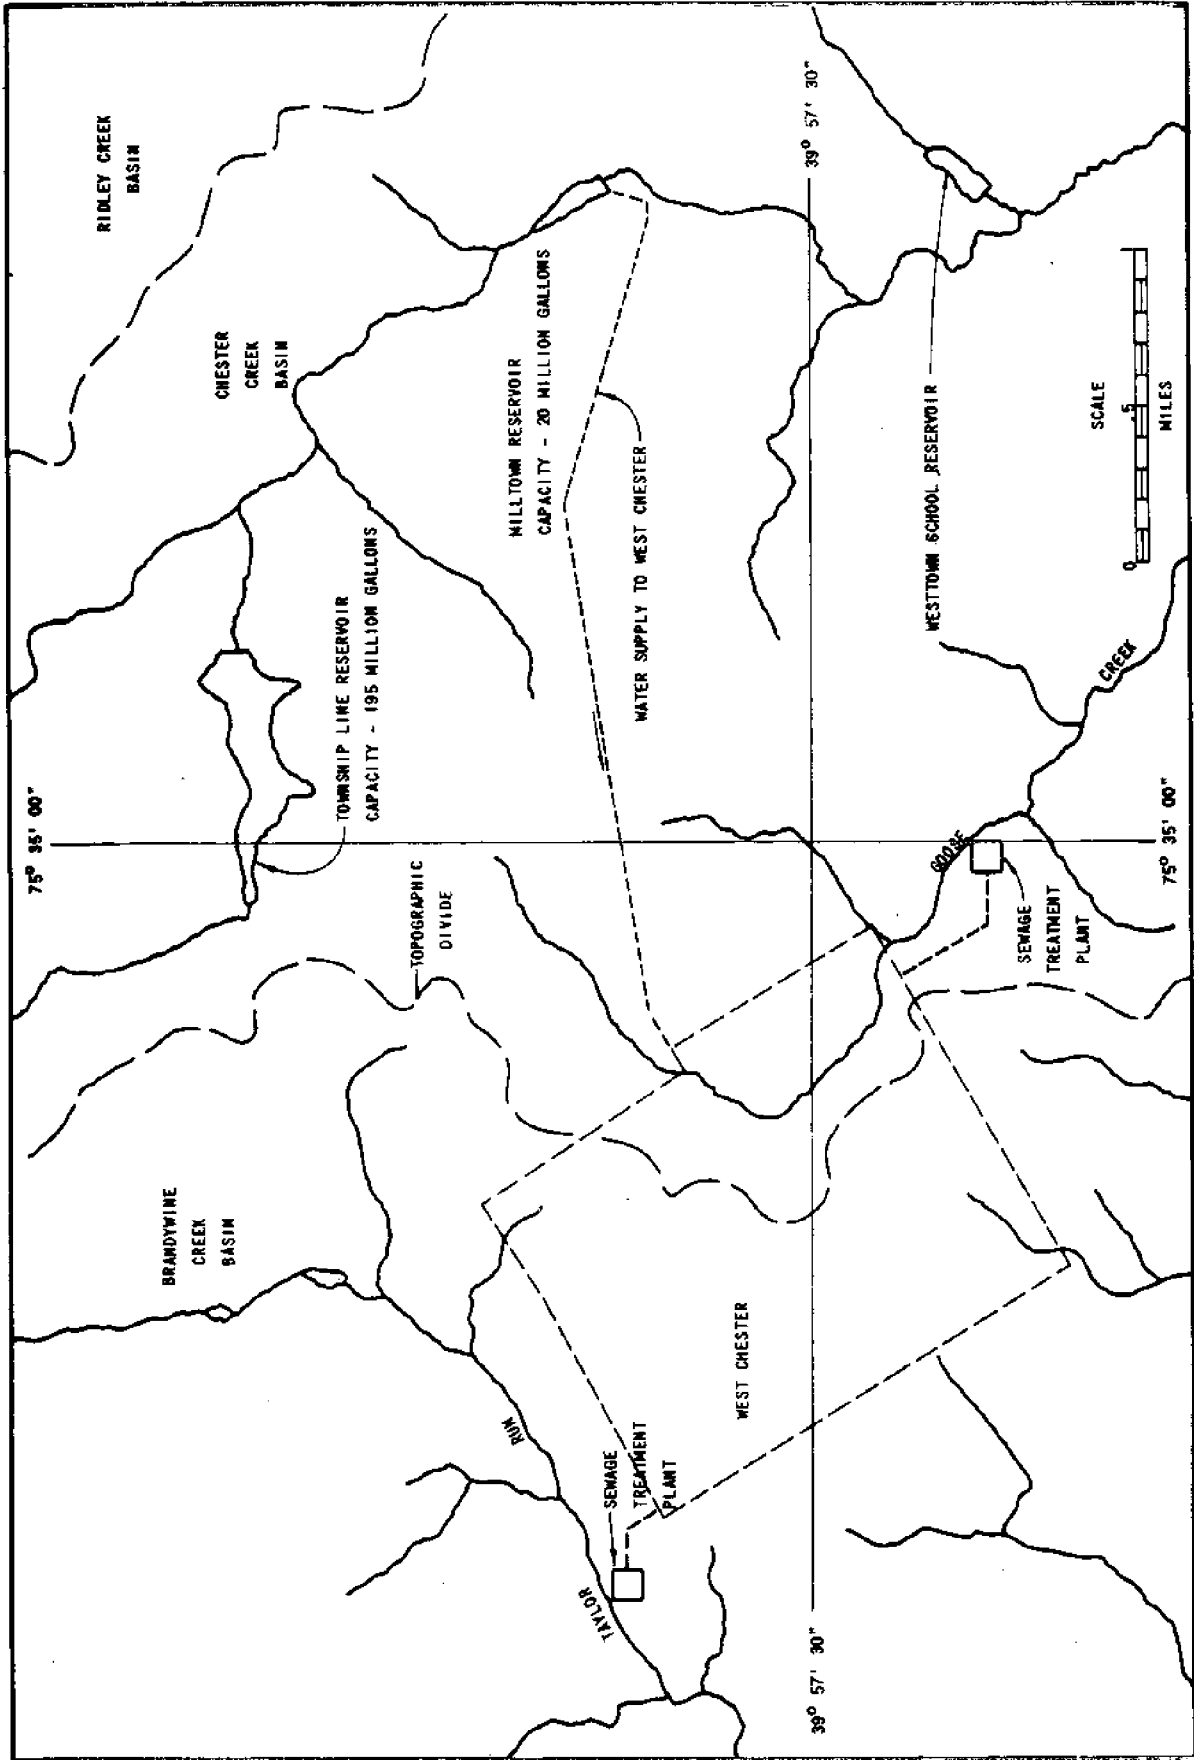 RIDLEY CREEK
BASIN
CHESTER
CREEK
BASIN
BRANDYWINE
CREEK
BASIN
75° 35' 00"
TOWNSHIP LINE RESERVOIR
CAPACITY - 195 MILLION GALLONS
TOPOGRAPHIC
DIVIDE
MILLTOWN RESERVOIR
CAPACITY - 20 MILLION GALLONS
WATER SUPPLY TO WEST CHESTER
TAYLOR
RUN
SEWAGE
TREATMENT
PLANT
WEST CHESTER
39° 57' 30"
39° 57' 30"
WESTTOWN SCHOOL RESERVOIR
GOOSE
CREEK
SEWAGE
TREATMENT
PLANT
75° 35' 00"
SCALE
0
.5
1
MILES